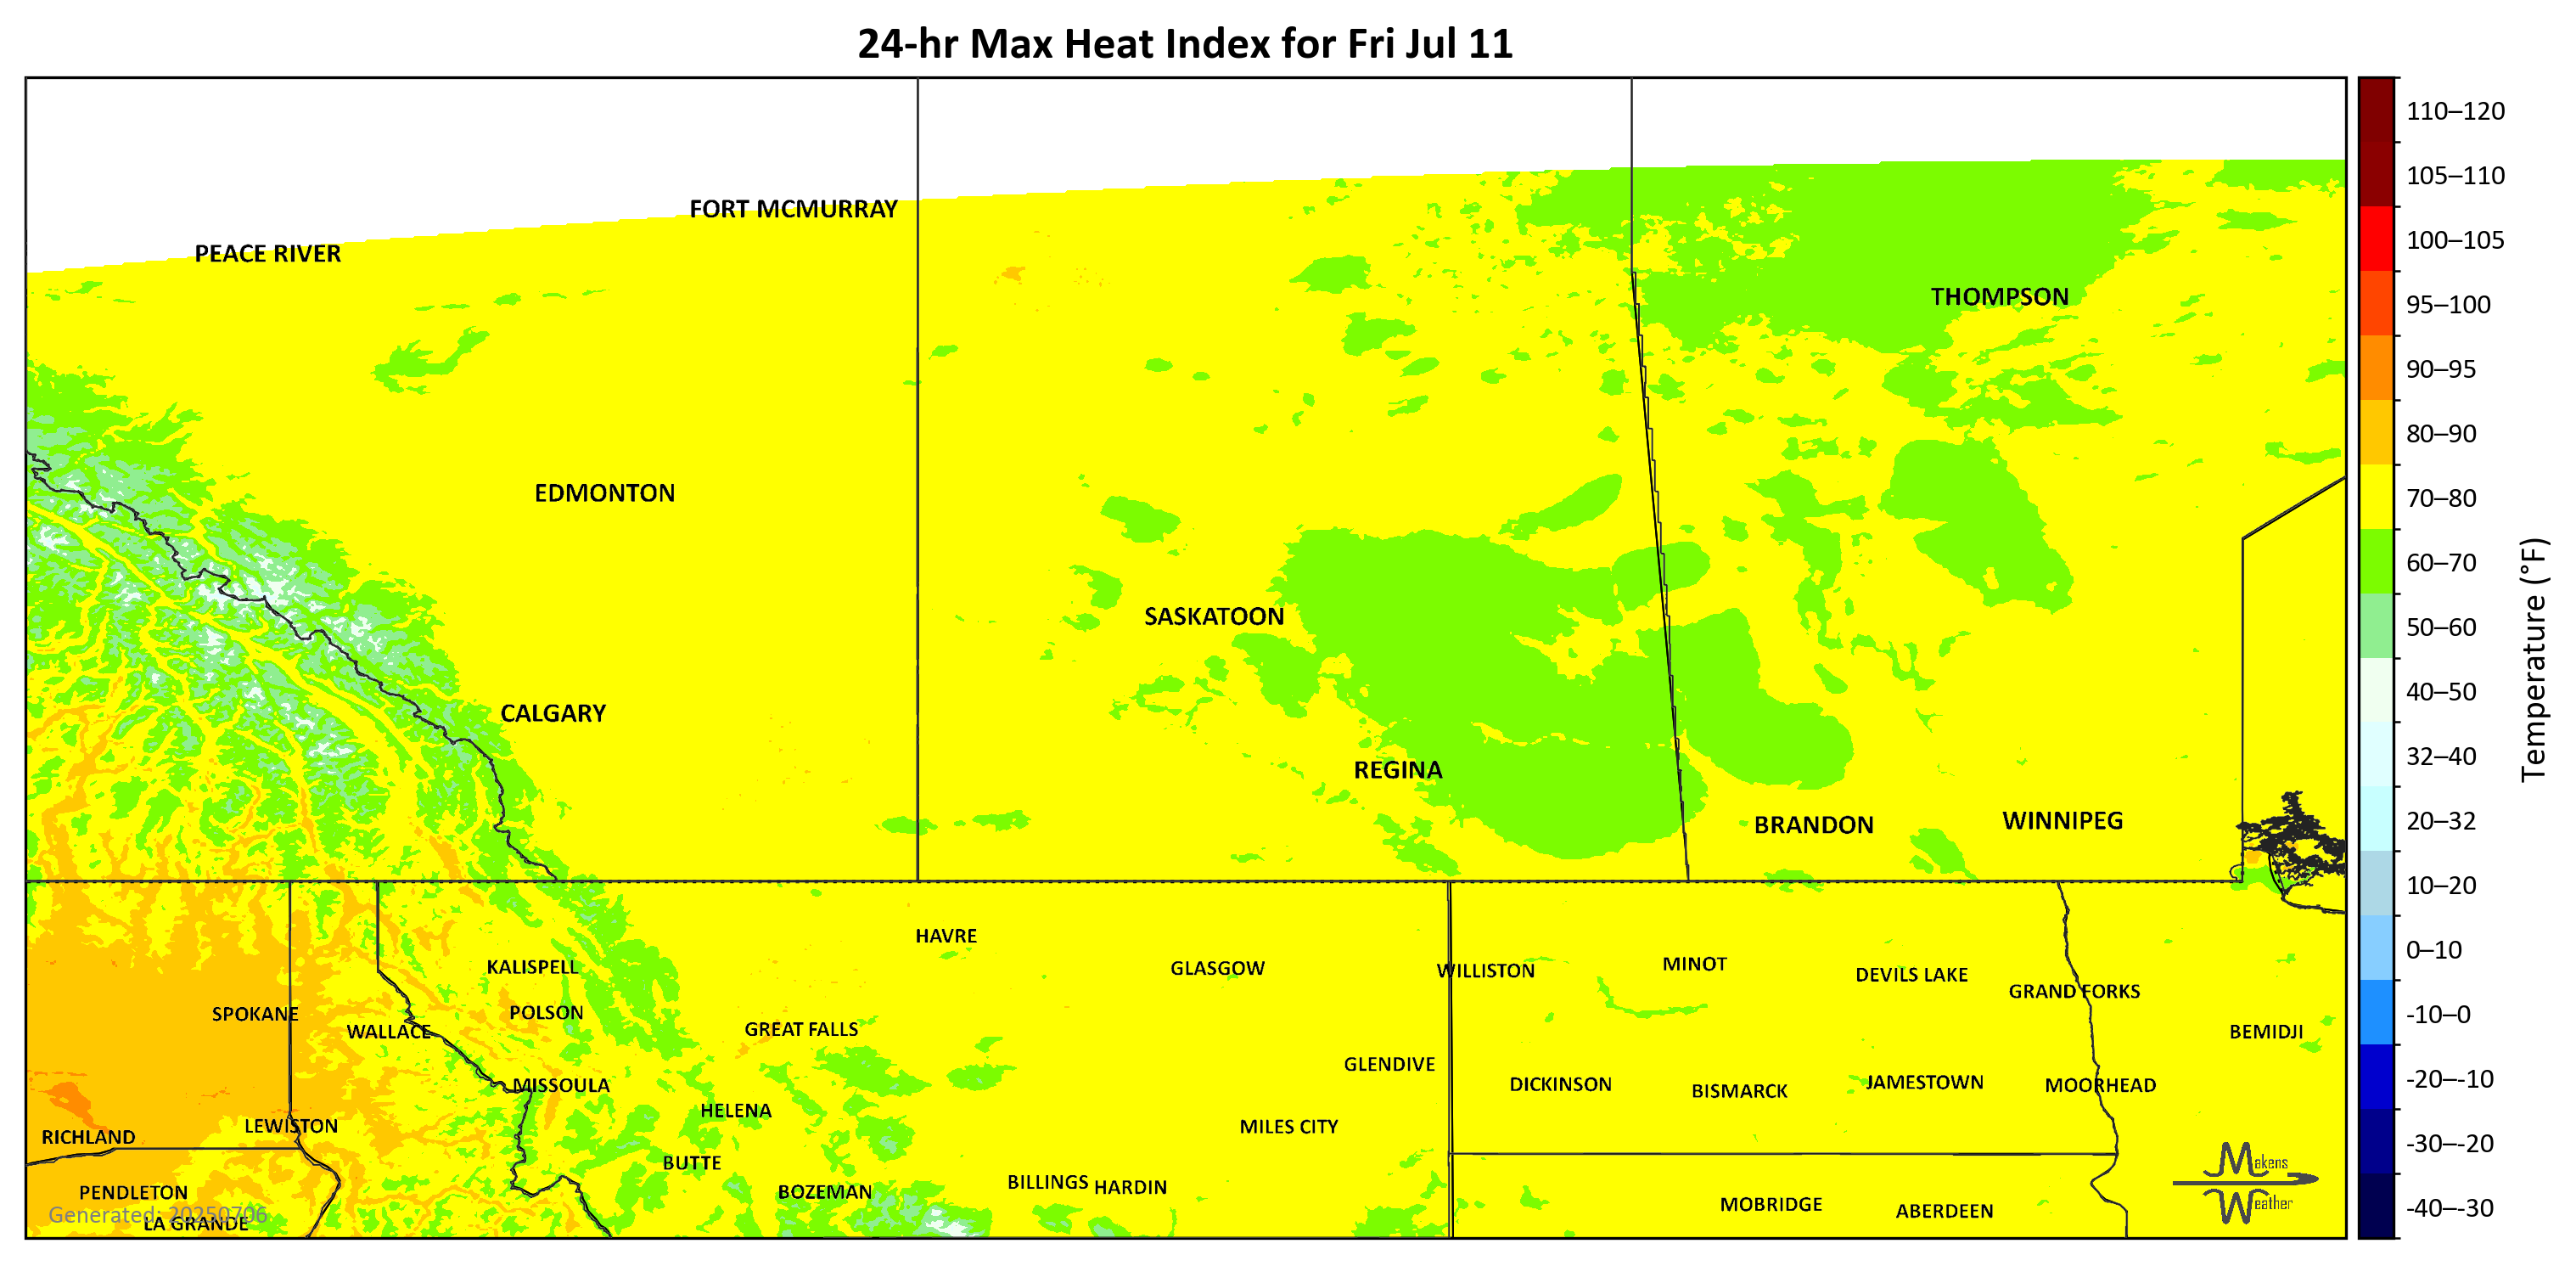 24-hr Max Heat Index for Fri Jul 11
FORT MCMURRAY
PEACE RIVER
THOMPSON
EDMONTON
SASKATOON
CALGARY
REGINA
BRANDON
WINNIPEG
HAVRE
KALISPELL
GLASGOW
WILLISTON
MINOT
DEVILS LAKE
GRAND FORKS
SPOKANE
POLSON
WALLACE
GREAT FALLS
BEMIDJI
GLENDIVE
MISSOULA
DICKINSON
BISMARCK
JAMESTOWN
MOORHEAD
HELENA
LEWISTON
MILES CITY
RICHLAND
BUTTE
BILLINGS
HARDIN
PENDLETON
BOZEMAN
MOBRIDGE
ABERDEEN
Generated: 20250706
LA GRANDE
Makens
Weather
110–120
105–110
100–105
95–100
90–95
80–90
70–80
60–70
50–60
40–50
32–40
20–32
10–20
0–10
-10–0
-20–-10
-30–-20
-40–-30
Temperature (°F)